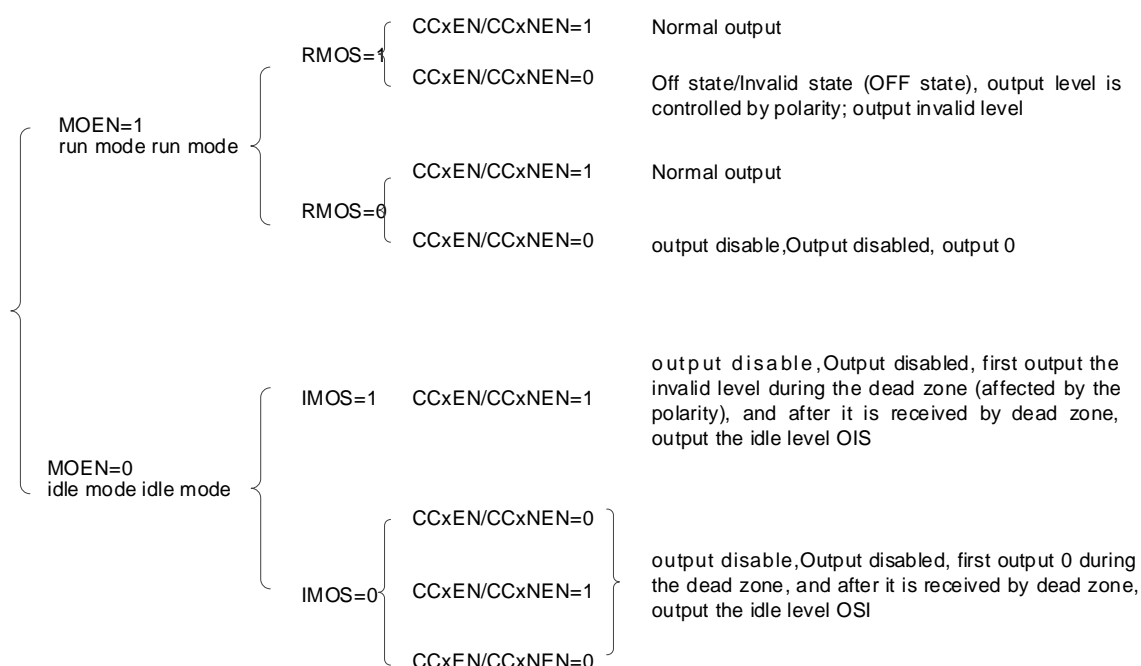 CCxEN/CCxNEN=1 Normal output
RMOS=1
CCxEN/CCxNEN=0 Off state/Invalid state (OFF state), output level is
controlled by polarity; output invalid level
MOEN=1
run mode run mode
CCxEN/CCxNEN=1 Normal output
RMOS=0
CCxEN/CCxNEN=0 output disable,Output disabled, output 0
output disable,Output disabled, first output the
invalid level during the dead zone (affected by the
IMOS=1 CCxEN/CCxNEN=1
polarity), and after it is received by dead zone,
output the idle level OIS
MOEN=0
idle mode idle mode
CCxEN/CCxNEN=0
output disable,Output disabled, first output 0 during
the dead zone, and after it is received by dead zone,
IMOS=0 CCxEN/CCxNEN=1
output the idle level OSI
CCxEN/CCxNEN=0